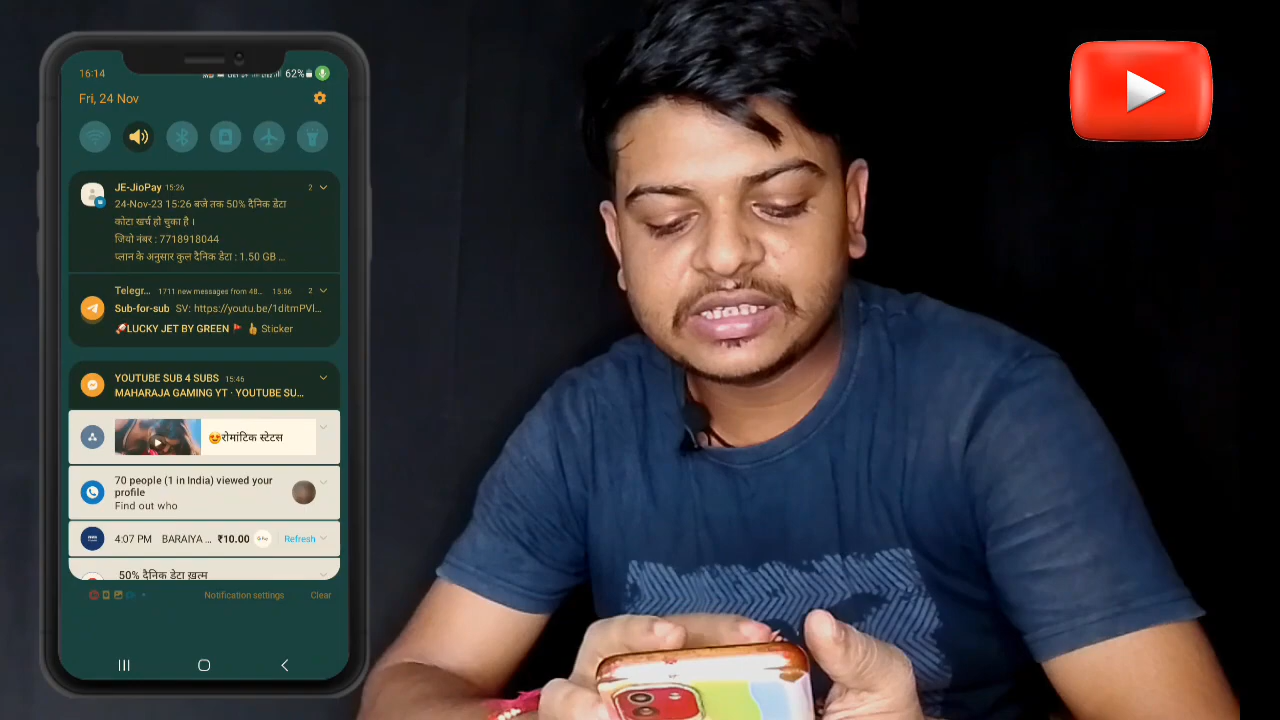 16:14
62%
Fri, 24 Nov
JE-JioPay 15:26 2
24-Nov-23 15:26 बजे तक 50% दैनिक डेटा
कोटा खर्च हो चुका है ।
जियो नंबर : 7718918044
प्लान के अनुसार कुल दैनिक डेटा : 1.50 GB ...
Telegr... 1711 new messages from 48... 15:56 2
Sub-for-sub SV: https://youtu.be/1ditmPVl...
🚀LUCKY JET BY GREEN 🚩 👍 Sticker
YOUTUBE SUB 4 SUBS 15:46
MAHARAJA GAMING YT · YOUTUBE SU...
😍रोमांटिक स्टेटस
70 people (1 in India) viewed your
profile
Find out who
4:07 PM BARAIYA ... ₹10.00 Refresh
50% दैनिक डेटा ख़त्म
Notification settings Clear